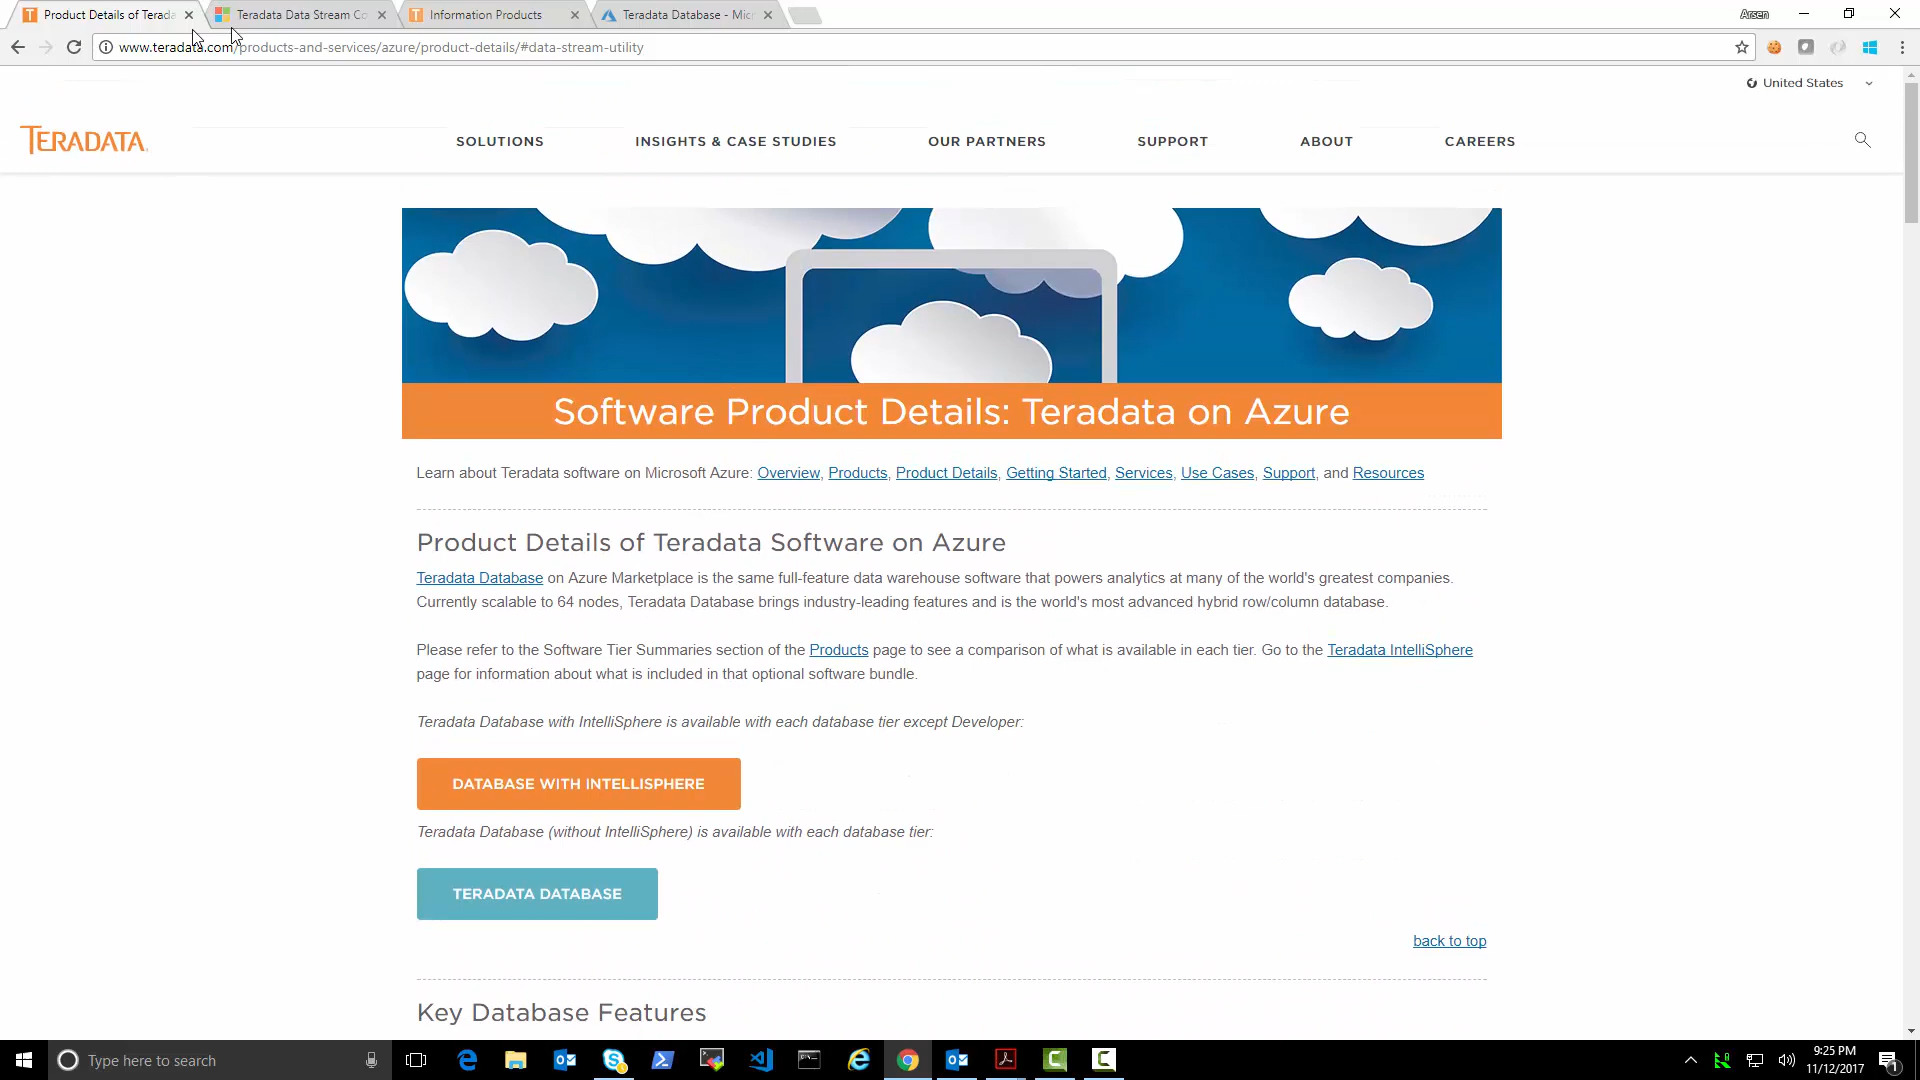 Product Details of Terada
Teradata Data Stream Co
Information Products
Teradata Database - Micr
Arsen
www.teradata.com/products-and-services/azure/product-details/#data-stream-utility
United States
TERADATA.
SOLUTIONS
INSIGHTS & CASE STUDIES
OUR PARTNERS
SUPPORT
ABOUT
CAREERS
Software Product Details: Teradata on Azure
Learn about Teradata software on Microsoft Azure: Overview, Products, Product Details, Getting Started, Services, Use Cases, Support, and Resources
Product Details of Teradata Software on Azure
Teradata Database on Azure Marketplace is the same full-feature data warehouse software that powers analytics at many of the world's greatest companies.
Currently scalable to 64 nodes, Teradata Database brings industry-leading features and is the world's most advanced hybrid row/column database.
Please refer to the Software Tier Summaries section of the Products page to see a comparison of what is available in each tier. Go to the Teradata IntelliSphere
page for information about what is included in that optional software bundle.
Teradata Database with IntelliSphere is available with each database tier except Developer:
DATABASE WITH INTELLISPHERE
Teradata Database (without IntelliSphere) is available with each database tier:
TERADATA DATABASE
back to top
Key Database Features
Type here to search
9:25 PM
11/12/2017
1